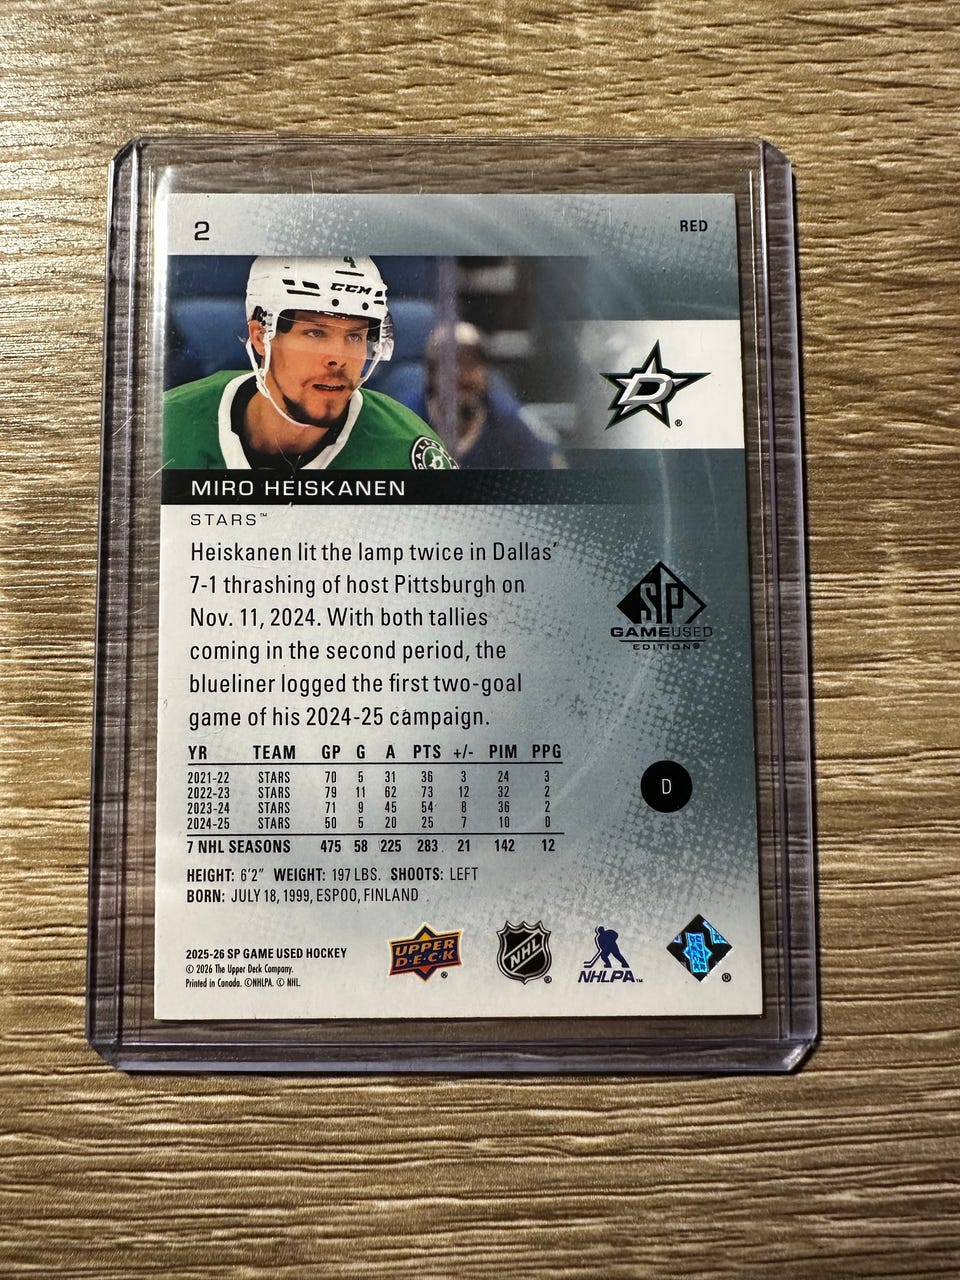 2
RED
4
CCM
DALL
D
®
MIRO HEISKANEN
STARS™
Heiskanen lit the lamp twice in Dallas'
7-1 thrashing of host Pittsburgh on
Nov. 11, 2024. With both tallies
coming in the second period, the
blueliner logged the first two-goal
game of his 2024-25 campaign.
SP
GAMEUSED
EDITION®
YR TEAM GP G A PTS +/- PIM PPG
2021-22 STARS 70 5 31 36 3 24 3
2022-23 STARS 79 11 62 73 12 32 2
2023-24 STARS 71 9 45 54 8 36 2
2024-25 STARS 50 5 20 25 7 10 0
7 NHL SEASONS 475 58 225 283 21 142 12
D
HEIGHT: 6'2" WEIGHT: 197 LBS. SHOOTS: LEFT
BORN: JULY 18, 1999, ESPOO, FINLAND
2025-26 SP GAME USED HOCKEY
© 2026 The Upper Deck Company.
Printed in Canada. ©NHLPA. © NHL.
UPPER
D·E·C·K
®
NHL
®
NHLPA™
®